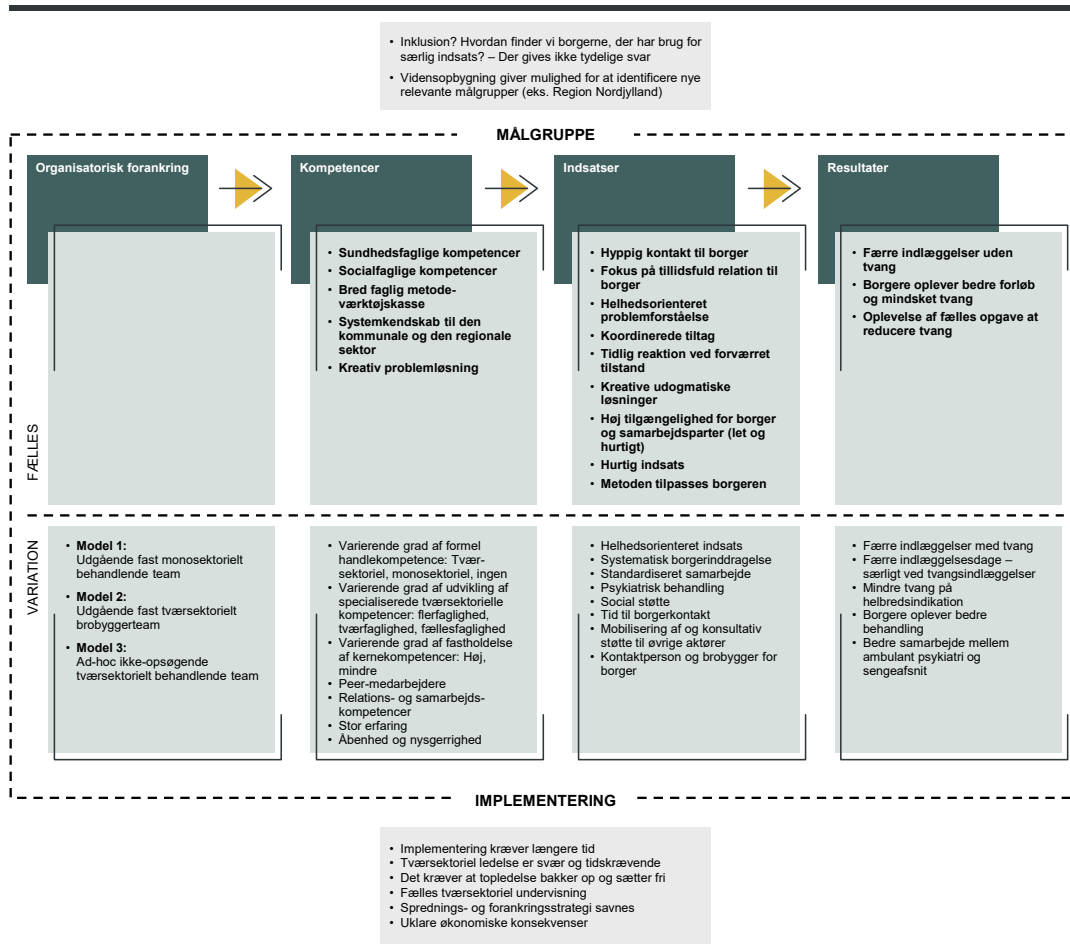 • Inklusion? Hvordan finder vi borgerne, der har brug for
særlig indsats? – Der gives ikke tydelige svar
• Vidensopbygning giver mulighed for at identificere nye
relevante målgrupper (eks. Region Nordjylland)
MÅLGRUPPE
Organisatorisk forankring
Kompetencer
Indsatser
Resultater
FÆLLES
• Sundhedsfaglige kompetencer
• Socialfaglige kompetencer
• Bred faglig metode-
værktøjskasse
• Systemkendskab til den
kommunale og den regionale
sektor
• Kreativ problemløsning
• Hyppig kontakt til borger
• Fokus på tillidsfuld relation til
borger
• Helhedsorienteret
problemforståelse
• Koordinerede tiltag
• Tidlig reaktion ved forværret
tilstand
• Kreative udogmatiske
løsninger
• Høj tilgængelighed for borger
og samarbejdsparter (let og
hurtigt)
• Hurtig indsats
• Metoden tilpasses borgeren
• Færre indlæggelser uden
tvang
• Borgere oplever bedre forløb
og mindsket tvang
• Oplevelse af fælles opgave at
reducere tvang
VARIATION
• Model 1:
Udgående fast monosektorielt
behandlende team
• Model 2:
Udgående fast tværsektorielt
brobyggerteam
• Model 3:
Ad-hoc ikke-opsøgende
tværsektorielt behandlende team
• Varierende grad af formel
handlekompetence: Tvær-
sektoriel, monosektoriel, ingen
• Varierende grad af udvikling af
specialiserede tværsektorielle
kompetencer: flerfaglighed,
tværfaglighed, fællesfaglighed
• Varierende grad af fastholdelse
af kernekompetencer: Høj,
mindre
• Peer-medarbejdere
• Relations- og samarbejds-
kompetencer
• Stor erfaring
• Åbenhed og nysgerrighed
• Helhedsorienteret indsats
• Systematisk borgerinddragelse
• Standardiseret samarbejde
• Psykiatrisk behandling
• Social støtte
• Tid til borgerkontakt
• Mobilisering af og konsultativ
støtte til øvrige aktører
• Kontaktperson og brobygger for
borger
• Færre indlæggelser med tvang
• Færre indlæggelsesdage –
særligt ved tvangsindlæggelser
• Mindre tvang på
helbredsindikation
• Borgere oplever bedre
behandling
• Bedre samarbejde mellem
ambulant psykiatri og
sengeafsnit
IMPLEMENTERING
• Implementering kræver længere tid
• Tværsektoriel ledelse er svær og tidskrævende
• Det kræver at topledelse bakker op og sætter fri
• Fælles tværsektoriel undervisning
• Sprednings- og forankringsstrategi savnes
• Uklare økonomiske konsekvenser